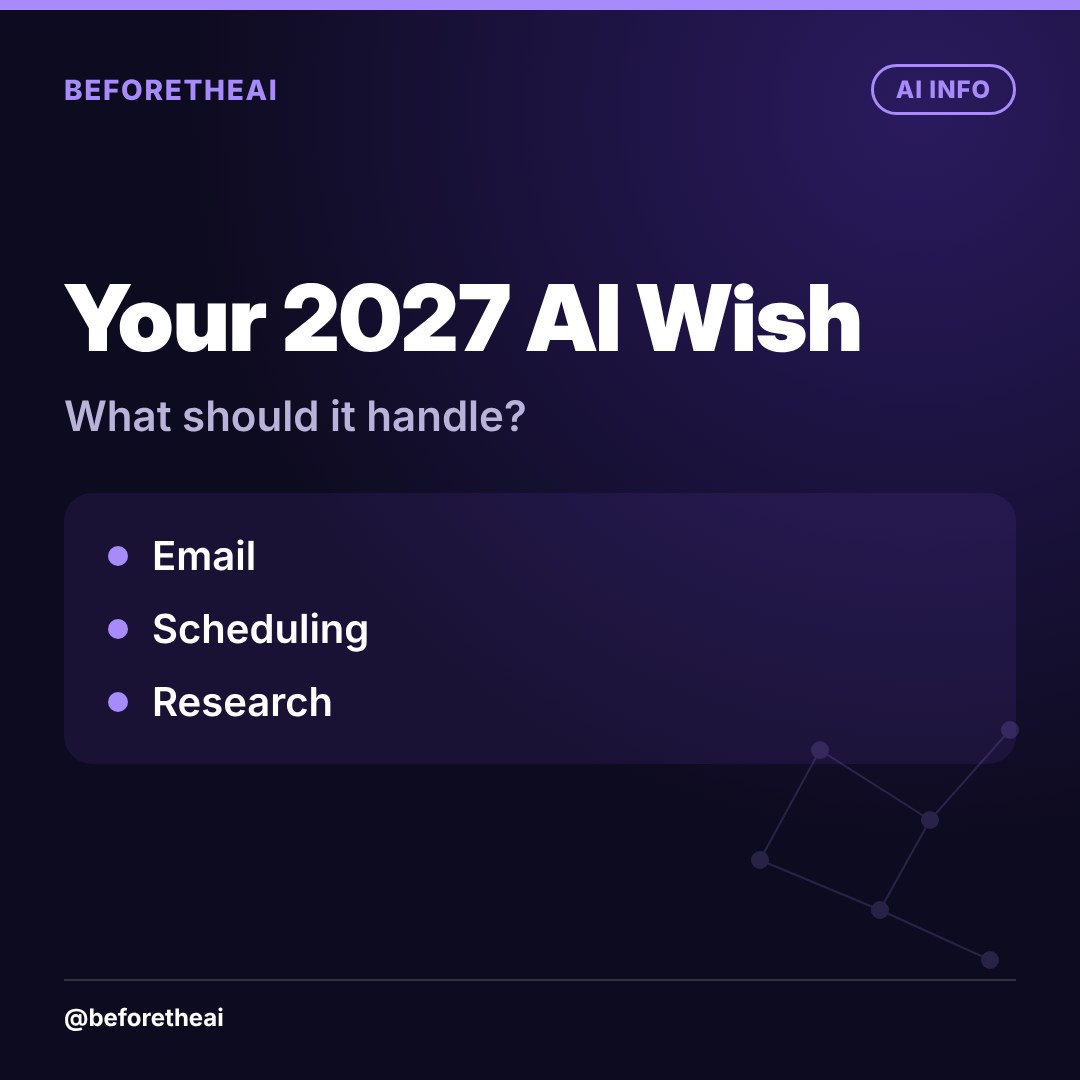 BEFORETHEAI
AI INFO
Your 2027 AI Wish
What should it handle?
Email
Scheduling
Research
@beforetheai